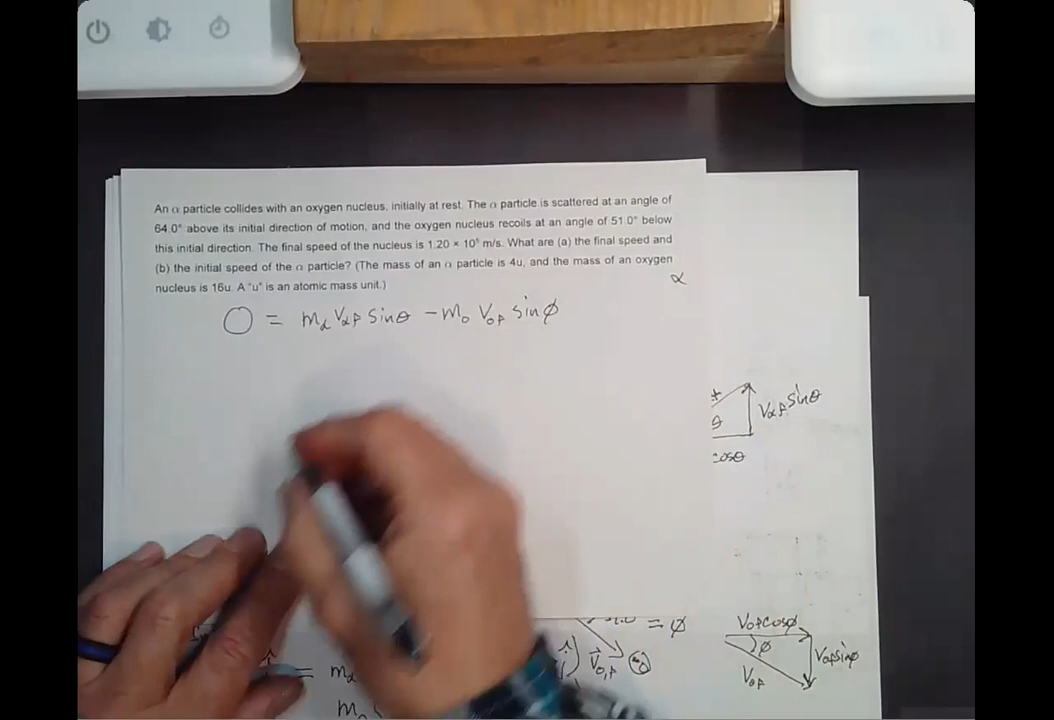 An α particle collides with an oxygen nucleus, initially at rest. The α particle is scattered at an angle of
64.0° above its initial direction of motion, and the oxygen nucleus recoils at an angle of 51.0° below
this initial direction. The final speed of the nucleus is 1.20 × 10⁵ m/s. What are (a) the final speed and
(b) the initial speed of the α particle? (The mass of an α particle is 4u, and the mass of an oxygen
nucleus is 16u. A "u" is an atomic mass unit.)
α
0 = mα Vαf sinθ - mo Vof sinϕ
θ
Vαf sinθ
cosθ
= ϕ
V⃗o,f
= mα
mo
Vof cosϕ
ϕ
Vof sinϕ
Vof